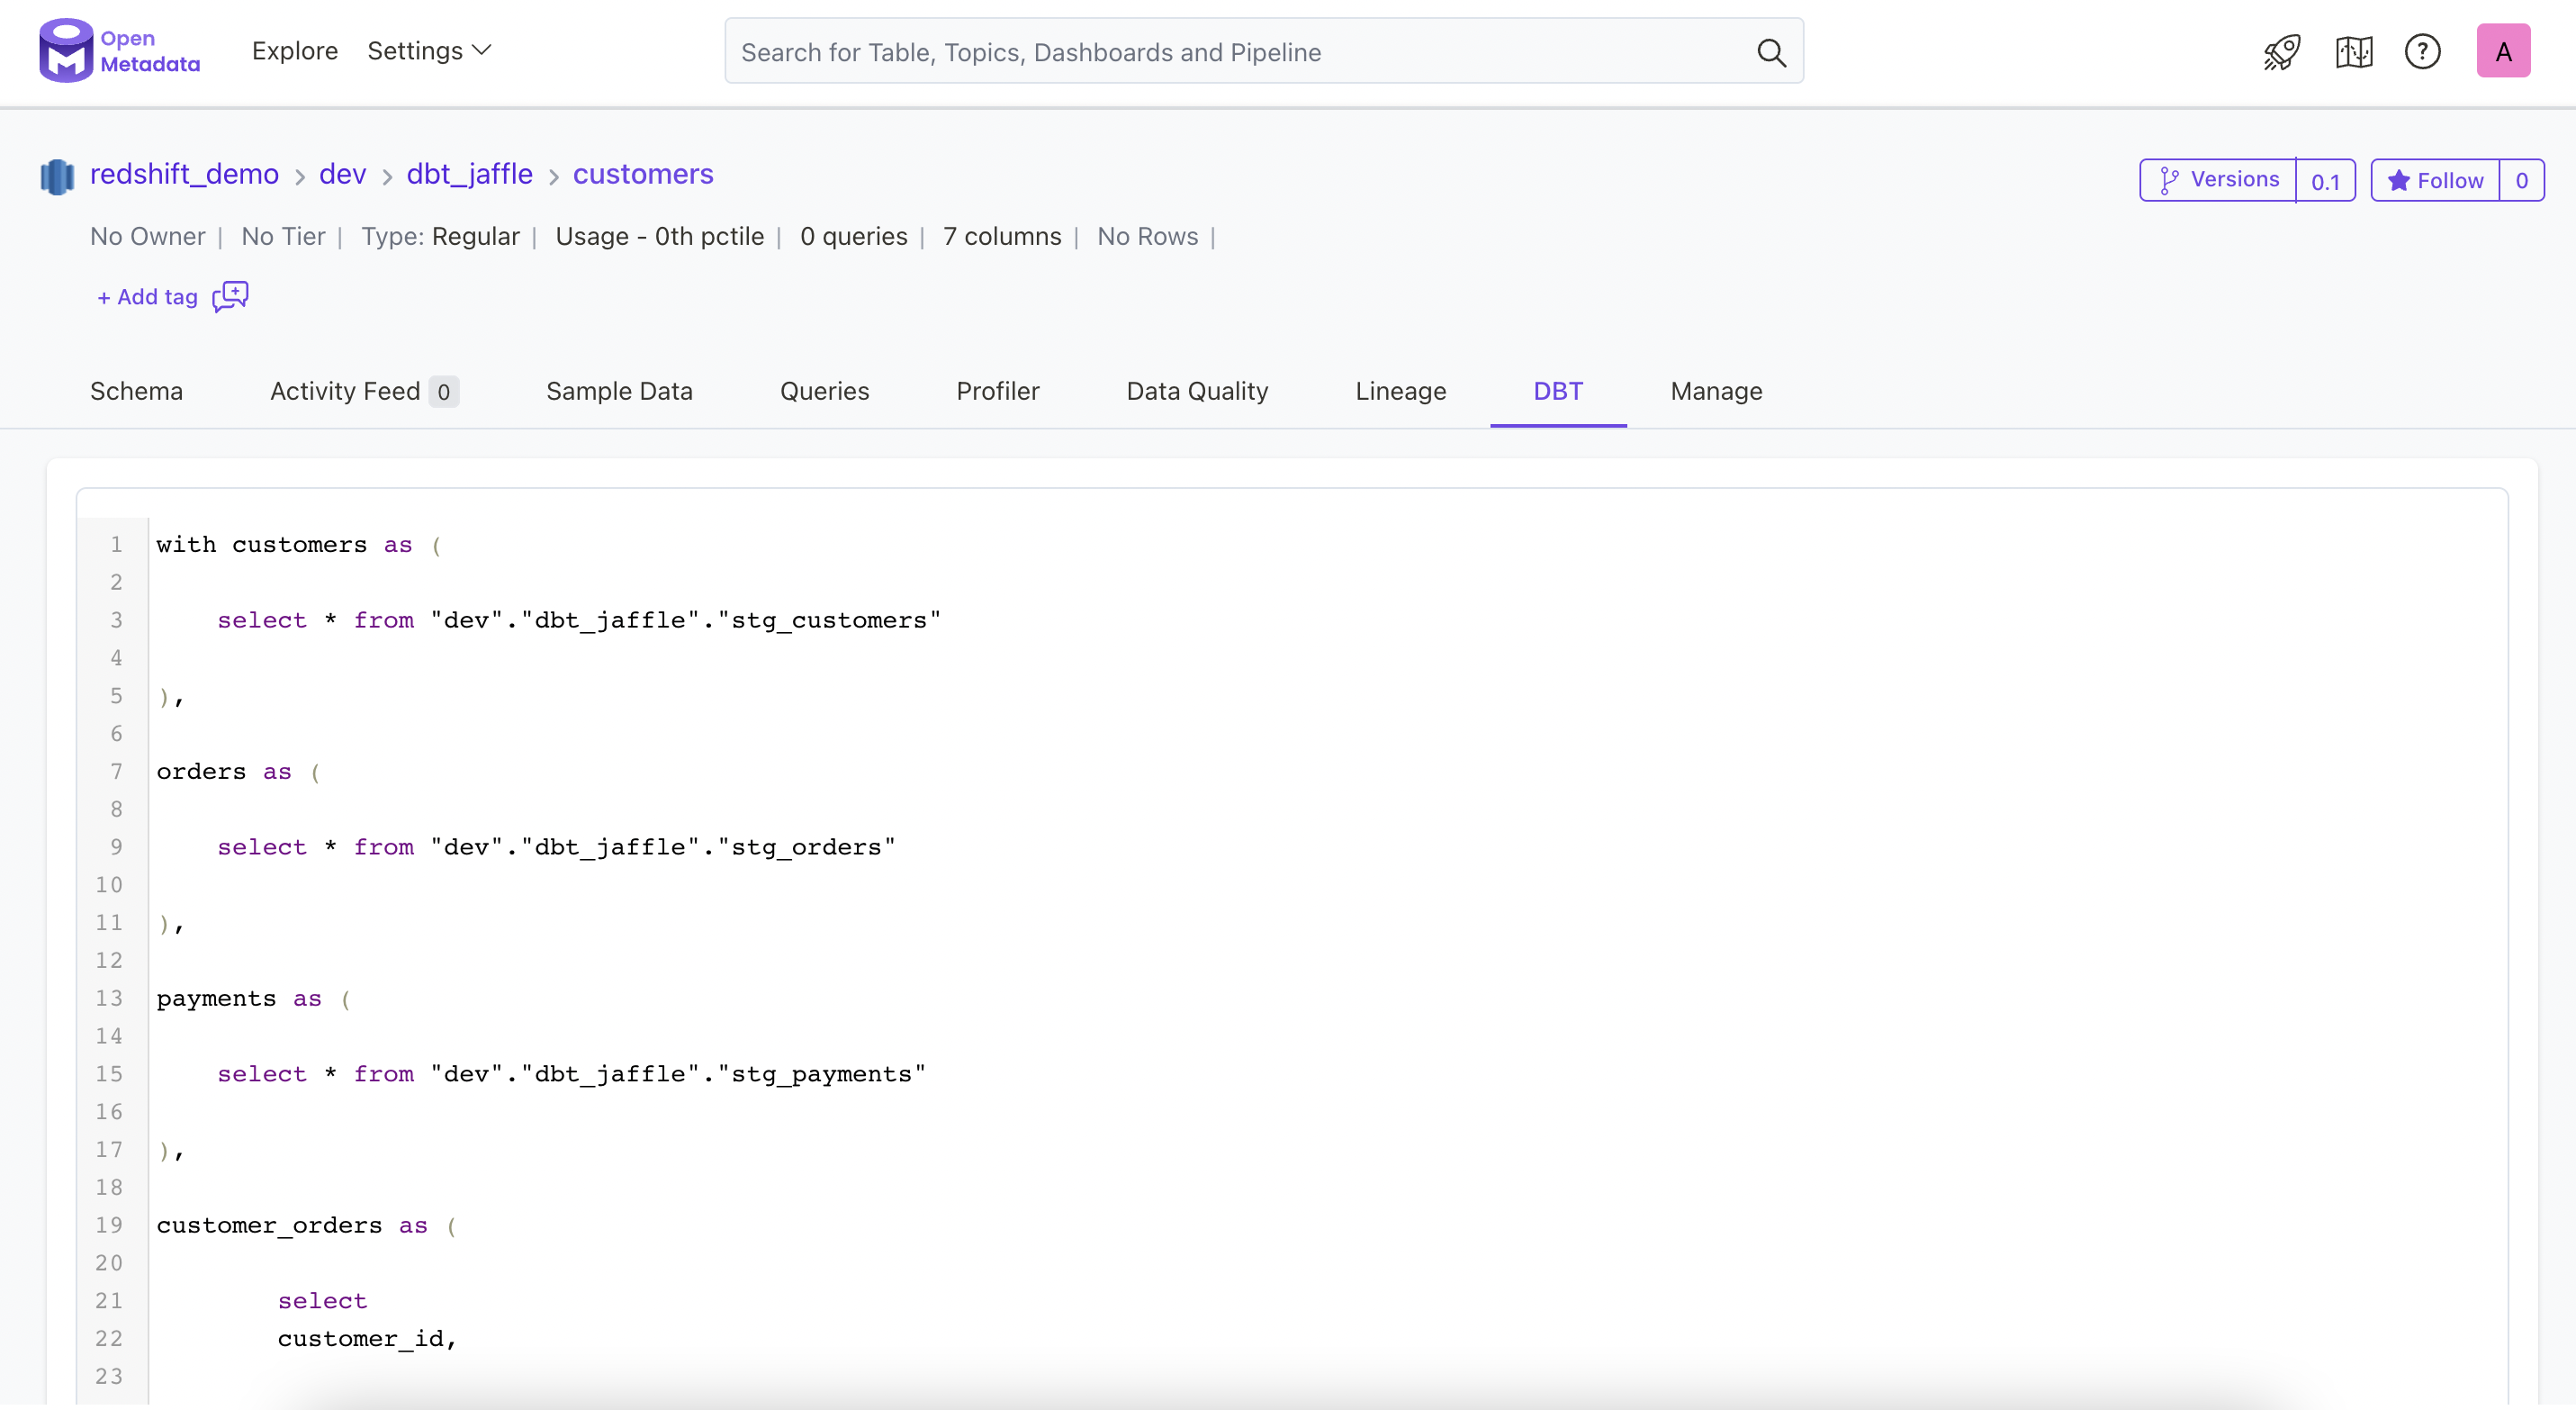 Open
Metadata
Explore Settings
Search for Table, Topics, Dashboards and Pipeline
?
A
redshift_demo > dev > dbt_jaffle > customers
Versions 0.1
Follow 0
No Owner | No Tier | Type: Regular | Usage - 0th pctile | 0 queries | 7 columns | No Rows |
+ Add tag
Schema Activity Feed 0 Sample Data Queries Profiler Data Quality Lineage DBT Manage
1 with customers as (
2
3     select * from "dev"."dbt_jaffle"."stg_customers"
4
5 ),
6
7 orders as (
8
9     select * from "dev"."dbt_jaffle"."stg_orders"
10
11 ),
12
13 payments as (
14
15     select * from "dev"."dbt_jaffle"."stg_payments"
16
17 ),
18
19 customer_orders as (
20
21         select
22         customer_id,
23